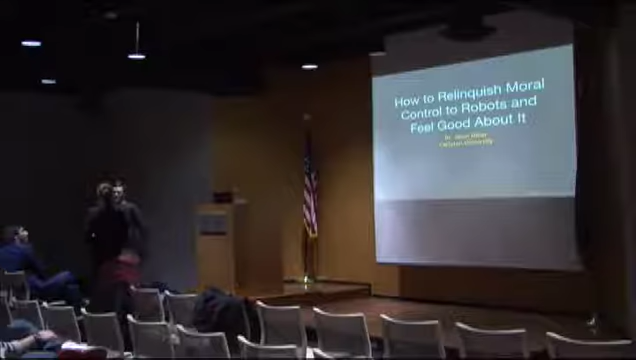 How to Relinquish Moral
Control to Robots and
Feel Good About It